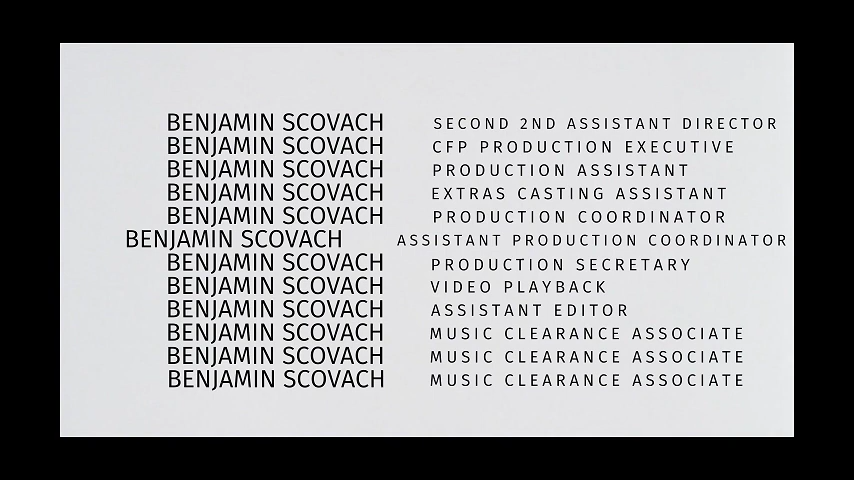 BENJAMIN SCOVACH SECOND 2ND ASSISTANT DIRECTOR
BENJAMIN SCOVACH CFP PRODUCTION EXECUTIVE
BENJAMIN SCOVACH PRODUCTION ASSISTANT
BENJAMIN SCOVACH EXTRAS CASTING ASSISTANT
BENJAMIN SCOVACH PRODUCTION COORDINATOR
BENJAMIN SCOVACH ASSISTANT PRODUCTION COORDINATOR
BENJAMIN SCOVACH PRODUCTION SECRETARY
BENJAMIN SCOVACH VIDEO PLAYBACK
BENJAMIN SCOVACH ASSISTANT EDITOR
BENJAMIN SCOVACH MUSIC CLEARANCE ASSOCIATE
BENJAMIN SCOVACH MUSIC CLEARANCE ASSOCIATE
BENJAMIN SCOVACH MUSIC CLEARANCE ASSOCIATE